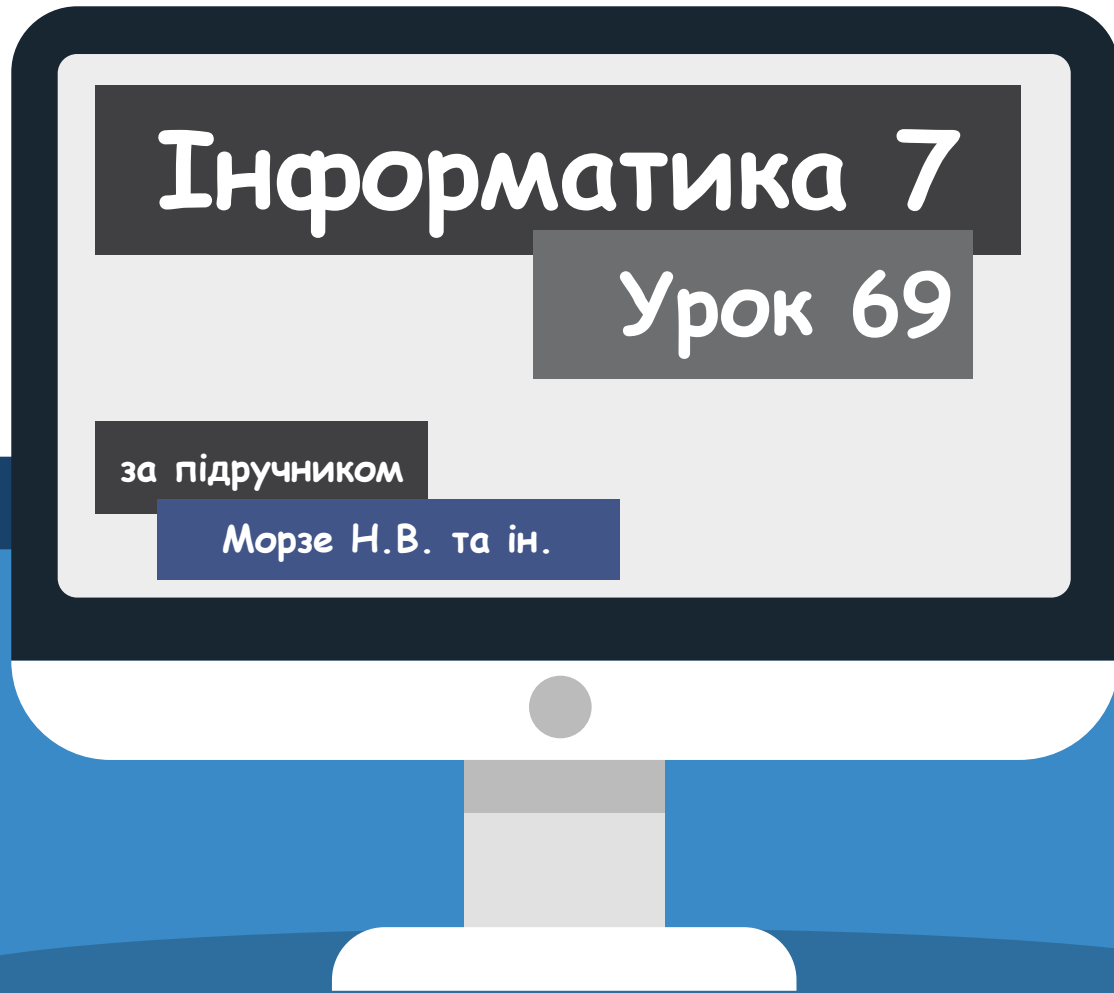 Інформатика 7
Урок 69
за підручником
Морзе Н.В. та ін.